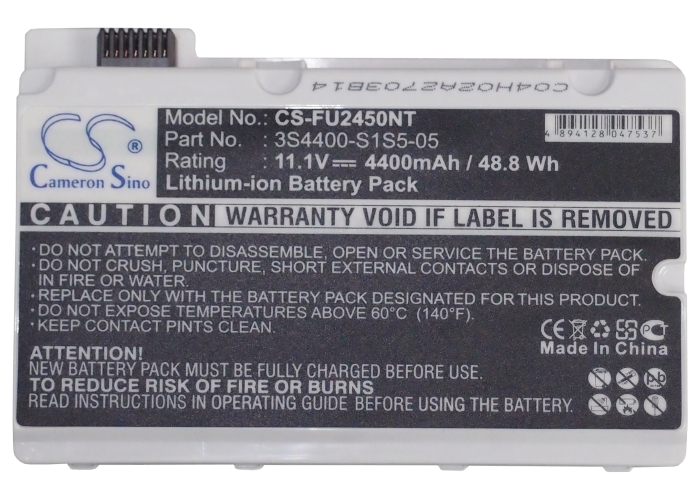 C04H02A2703B14
CS ®
Cameron Sino
Model No.: CS-FU2450NT
Part No. : 3S4400-S1S5-05
Rating : 11.1V 4400mAh / 48.8 Wh
Lithium-ion Battery Pack
4 894128 047537
CAUTION WARRANTY VOID IF LABEL IS REMOVED
•DO NOT ATTEMPT TO DISASSEMBLE, OPEN OR SERVICE THE BATTERY PACK.
•DO NOT CRUSH, PUNCTURE, SHORT EXTERNAL CONTACTS OR DISPOSE OF
IN FIRE OR WATER.
•REPLACE ONLY WITH THE BATTERY PACK DESIGNATED FOR THIS PRODUCT.
•DO NOT EXPOSE TEMPERATURES ABOVE 60°C (140°F).
•KEEP CONTACT PINTS CLEAN.
CE
PCT
Made In China
ATTENTION!
NEW BATTERY PACK MUST BE FULLY CHARGED BEFORE USE.
TO REDUCE RISK OF FIRE OR BURNS
READ INSTRUCTIONS IN OPERATING GUIDE BEFORE USING BATTERY.
Pb